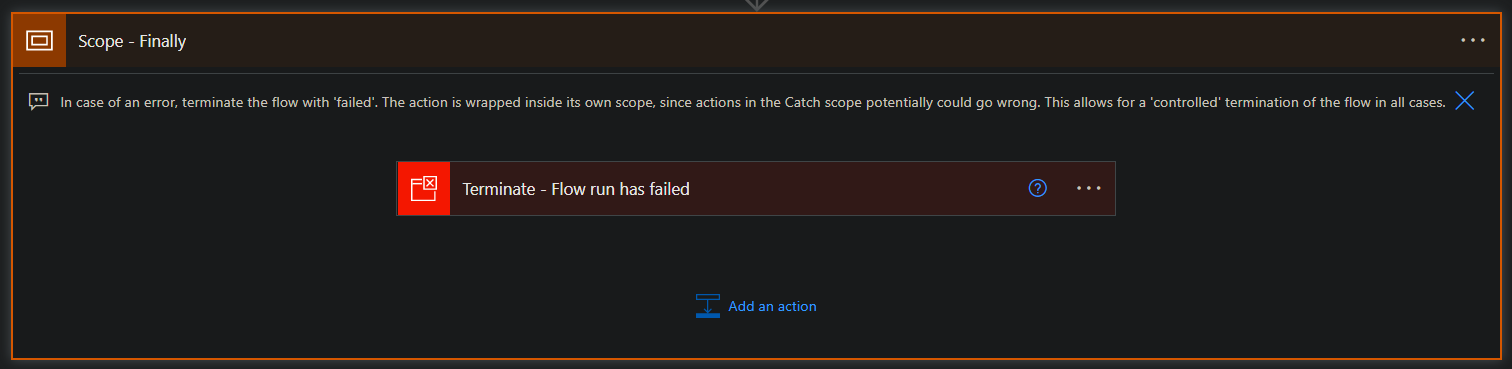 Scope - Finally
In case of an error, terminate the flow with 'failed'. The action is wrapped inside its own scope, since actions in the Catch scope potentially could go wrong. This allows for a 'controlled' termination of the flow in all cases.
Terminate - Flow run has failed
Add an action